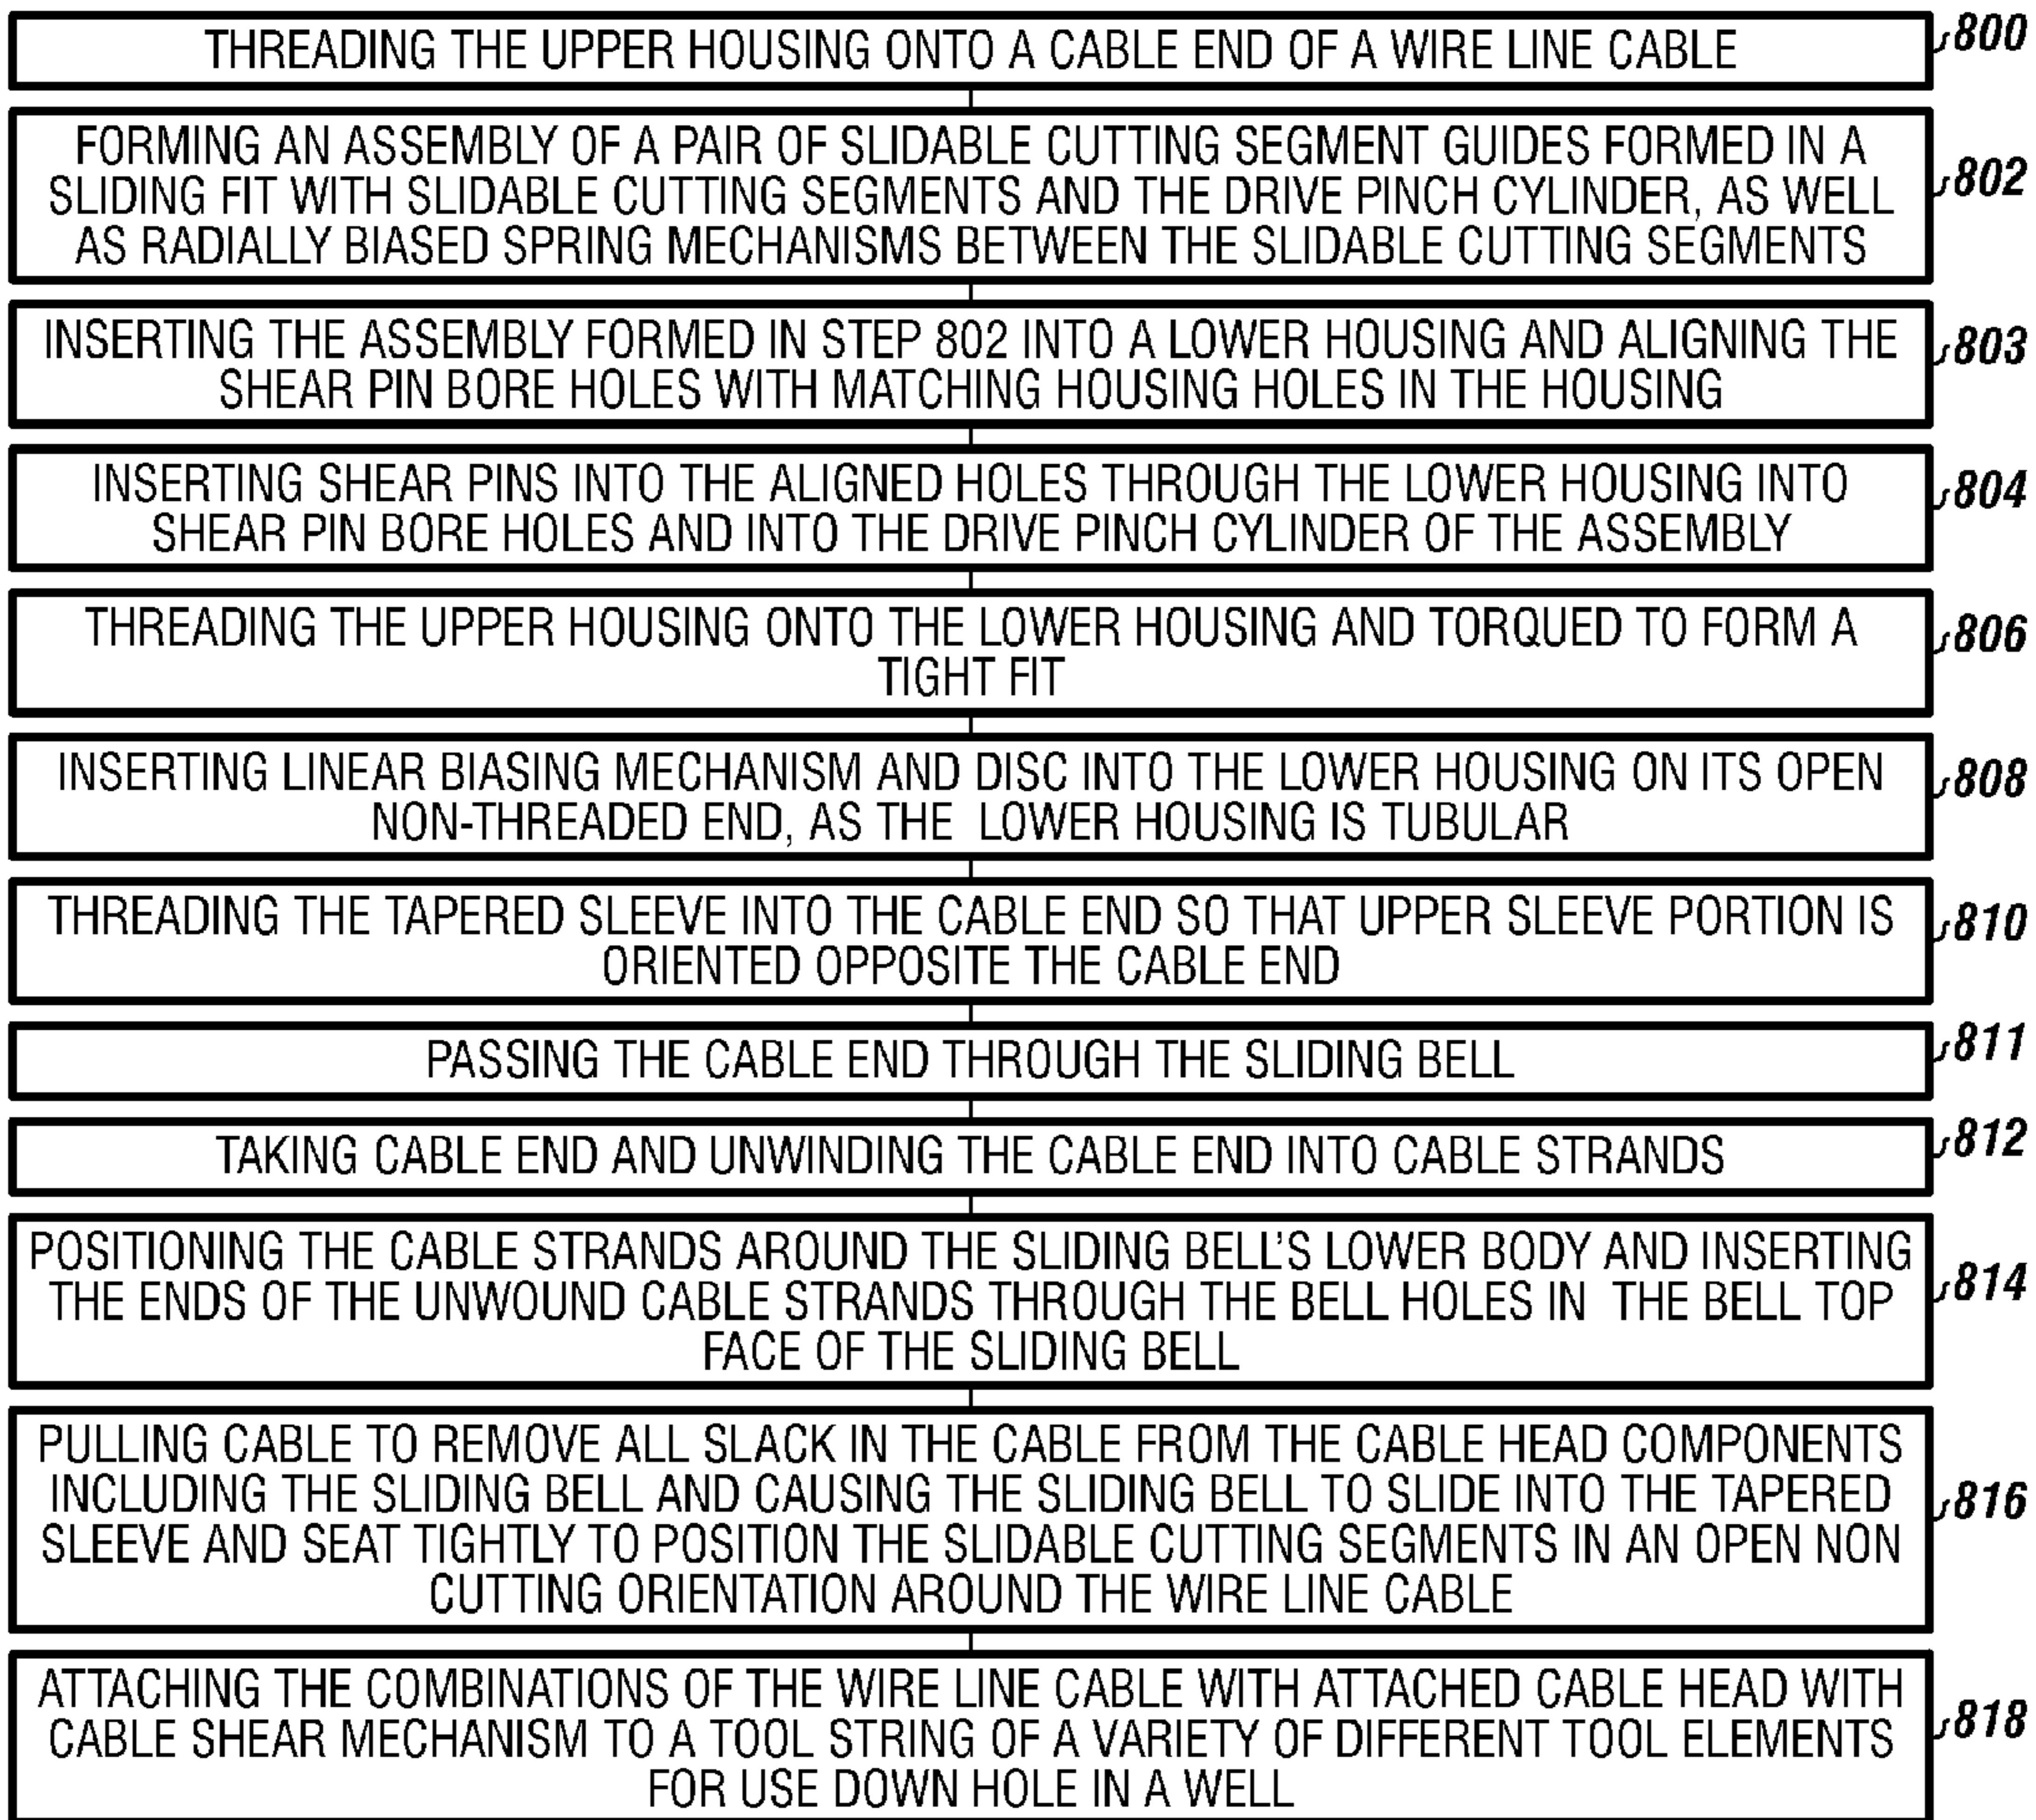 THREADING THE UPPER HOUSING ONTO A CABLE END OF A WIRE LINE CABLE
800
FORMING AN ASSEMBLY OF A PAIR OF SLIDABLE CUTTING SEGMENT GUIDES FORMED IN A
SLIDING FIT WITH SLIDABLE CUTTING SEGMENTS AND THE DRIVE PINCH CYLINDER, AS WELL
AS RADIALLY BIASED SPRING MECHANISMS BETWEEN THE SLIDABLE CUTTING SEGMENTS
802
INSERTING THE ASSEMBLY FORMED IN STEP 802 INTO A LOWER HOUSING AND ALIGNING THE
SHEAR PIN BORE HOLES WITH MATCHING HOUSING HOLES IN THE HOUSING
803
INSERTING SHEAR PINS INTO THE ALIGNED HOLES THROUGH THE LOWER HOUSING INTO
SHEAR PIN BORE HOLES AND INTO THE DRIVE PINCH CYLINDER OF THE ASSEMBLY
804
THREADING THE UPPER HOUSING ONTO THE LOWER HOUSING AND TORQUED TO FORM A
TIGHT FIT
806
INSERTING LINEAR BIASING MECHANISM AND DISC INTO THE LOWER HOUSING ON ITS OPEN
NON-THREADED END, AS THE LOWER HOUSING IS TUBULAR
808
THREADING THE TAPERED SLEEVE INTO THE CABLE END SO THAT UPPER SLEEVE PORTION IS
ORIENTED OPPOSITE THE CABLE END
810
PASSING THE CABLE END THROUGH THE SLIDING BELL
811
TAKING CABLE END AND UNWINDING THE CABLE END INTO CABLE STRANDS
812
POSITIONING THE CABLE STRANDS AROUND THE SLIDING BELL'S LOWER BODY AND INSERTING
THE ENDS OF THE UNWOUND CABLE STRANDS THROUGH THE BELL HOLES IN THE BELL TOP
FACE OF THE SLIDING BELL
814
PULLING CABLE TO REMOVE ALL SLACK IN THE CABLE FROM THE CABLE HEAD COMPONENTS
INCLUDING THE SLIDING BELL AND CAUSING THE SLIDING BELL TO SLIDE INTO THE TAPERED
SLEEVE AND SEAT TIGHTLY TO POSITION THE SLIDABLE CUTTING SEGMENTS IN AN OPEN NON
CUTTING ORIENTATION AROUND THE WIRE LINE CABLE
816
ATTACHING THE COMBINATIONS OF THE WIRE LINE CABLE WITH ATTACHED CABLE HEAD WITH
CABLE SHEAR MECHANISM TO A TOOL STRING OF A VARIETY OF DIFFERENT TOOL ELEMENTS
FOR USE DOWN HOLE IN A WELL
818